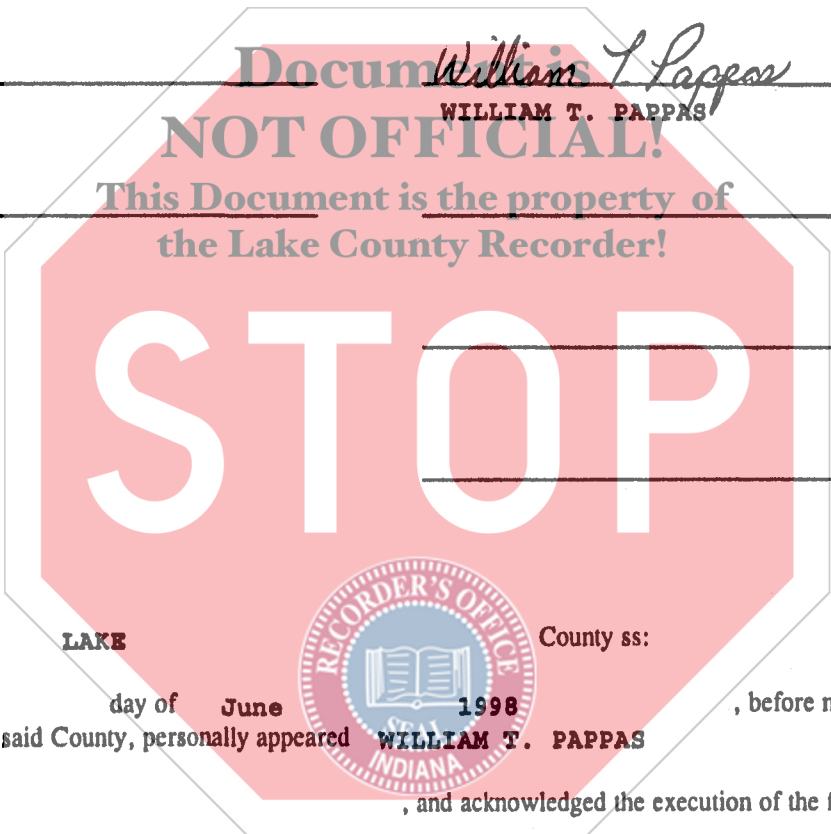 Document is
William T. Pappas
WILLIAM T. PAPPAS
NOT OFFICIAL!
This Document is the property of
the Lake County Recorder!
STOP
RECORDER'S OFFICE
SEAL
INDIANA
LAKE County ss:
day of June 1998 , before
said County, personally appeared WILLIAM T. PAPPAS
, and acknowledged the execution of the